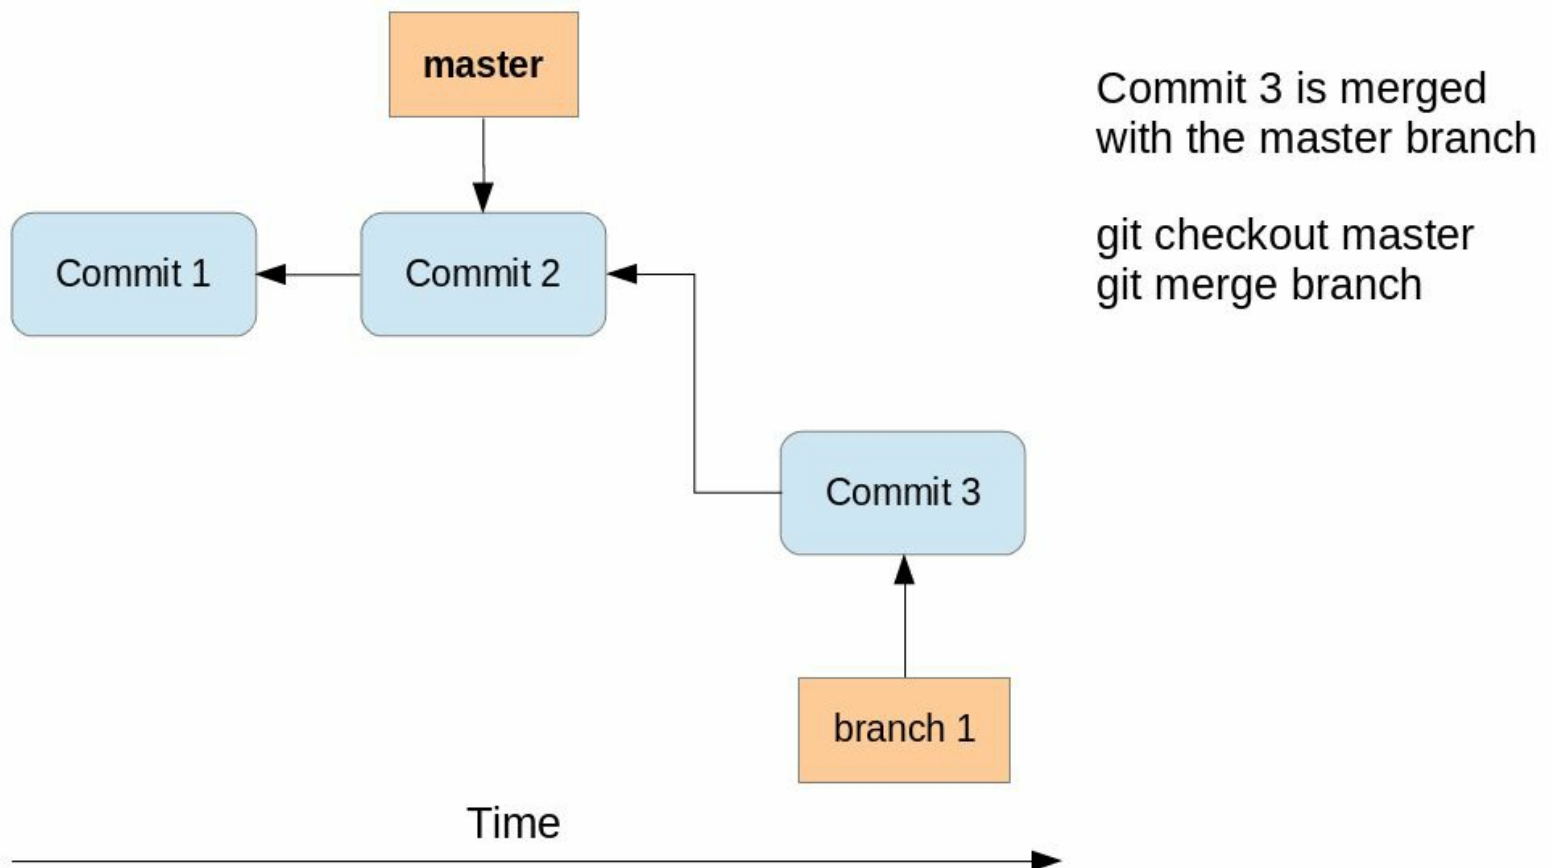 master
Commit 3 is merged
with the master branch
git checkout master
git merge branch
Commit 1
Commit 2
Commit 3
branch 1
Time